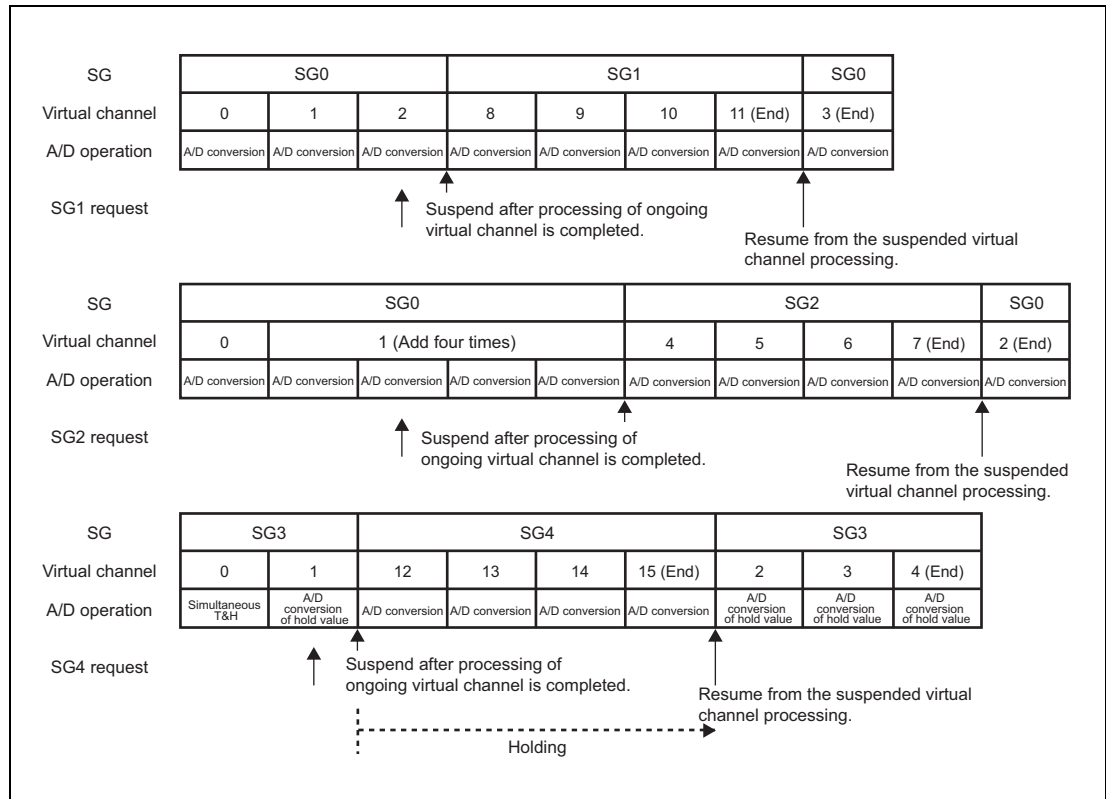 SG SG0 SG1 SG0
Virtual channel 0 1 2 8 9 10 11 (End) 3 (End)
A/D operation A/D conversion A/D conversion A/D conversion A/D conversion A/D conversion A/D conversion A/D conversion A/D conversion
SG1 request
Suspend after processing of ongoing
virtual channel is completed.
Resume from the suspended virtual
channel processing.
SG SG0 SG2 SG0
Virtual channel 0 1 (Add four times) 4 5 6 7 (End) 2 (End)
A/D operation A/D conversion A/D conversion A/D conversion A/D conversion A/D conversion A/D conversion A/D conversion A/D conversion A/D conversion A/D conversion
SG2 request
Suspend after processing of
ongoing virtual channel is completed.
Resume from the suspended
virtual channel processing.
SG SG3 SG4 SG3
Virtual channel 0 1 12 13 14 15 (End) 2 3 4 (End)
A/D operation
Simultaneous
T&H
A/D
conversion
of hold value
A/D conversion A/D conversion A/D conversion A/D conversion
A/D
conversion
of hold value
A/D
conversion
of hold value
A/D
conversion
of hold value
SG4 request
Suspend after processing of
ongoing virtual channel is completed.
Resume from the suspended virtual
channel processing.
Holding